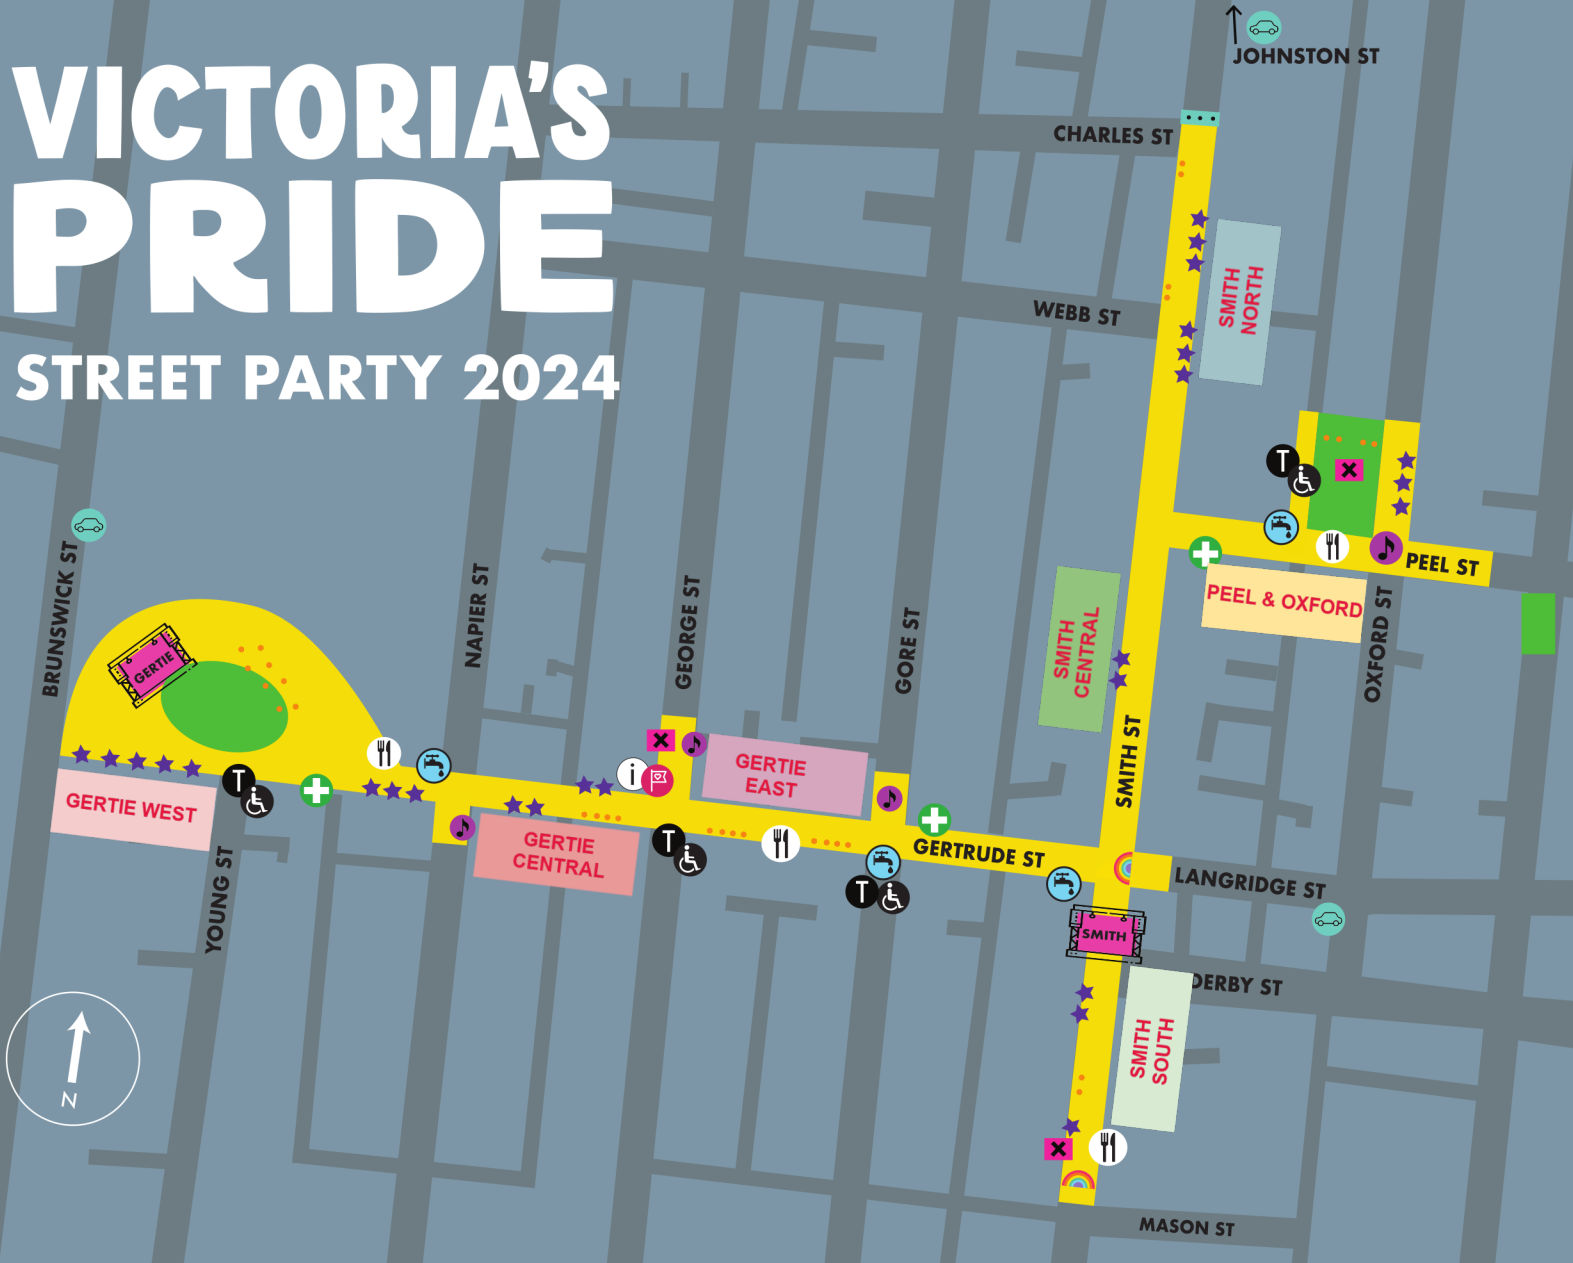 VICTORIA'S
PRIDE
STREET PARTY 2024
JOHNSTON ST
CHARLES ST
WEBB ST
SMITH
NORTH
T
PEEL ST
PEEL & OXFORD
OXFORD ST
SMITH
CENTRAL
SMITH ST
BRUNSWICK ST
NAPIER ST
GEORGE ST
GORE ST
GERTIE
GERTIE WEST
T
YOUNG ST
i
GERTIE
EAST
GERTIE
CENTRAL
T
T
GERTRUDE ST
LANGRIDGE ST
SMITH
DERBY ST
SMITH
SOUTH
MASON ST
N